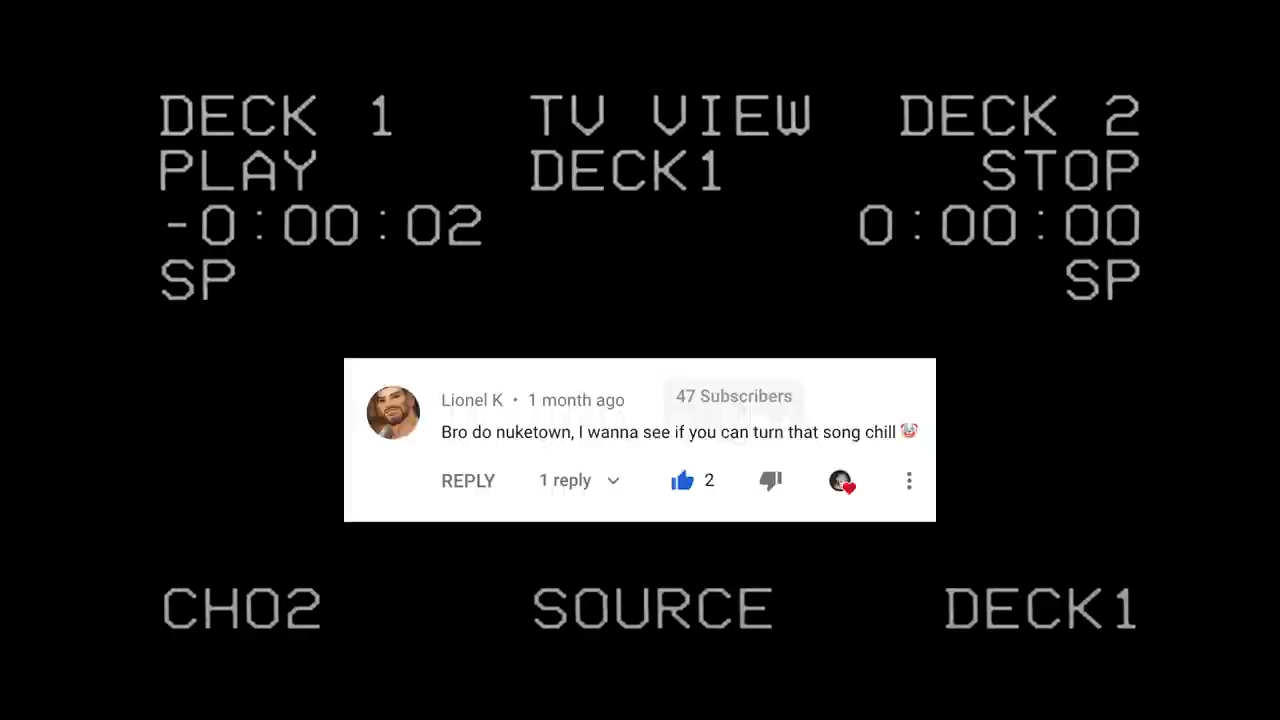 DECK 1 TV VIEW DECK 2
PLAY DECK1 STOP
-0:00:02 0:00:00
SP SP
Lionel K • 1 month ago 47 Subscribers
Bro do nuketown, I wanna see if you can turn that song chill 🤡
REPLY 1 reply 2
CH02 SOURCE DECK1